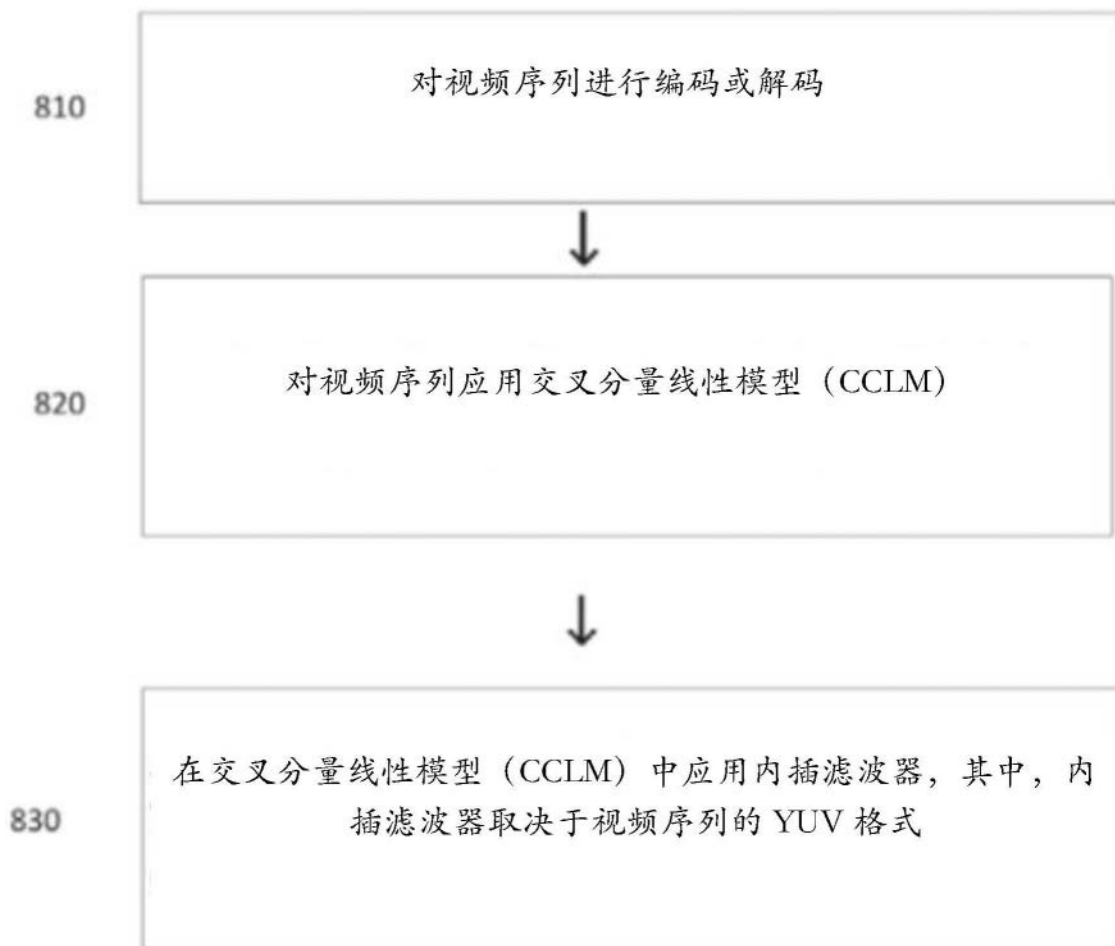 810
对视频序列进行编码或解码
820
对视频序列应用交叉分量线性模型（CCLM）
在交叉分量线性模型（CCLM）中应用内插滤波器，其中，内
830
插滤波器取决于视频序列的 YUV 格式